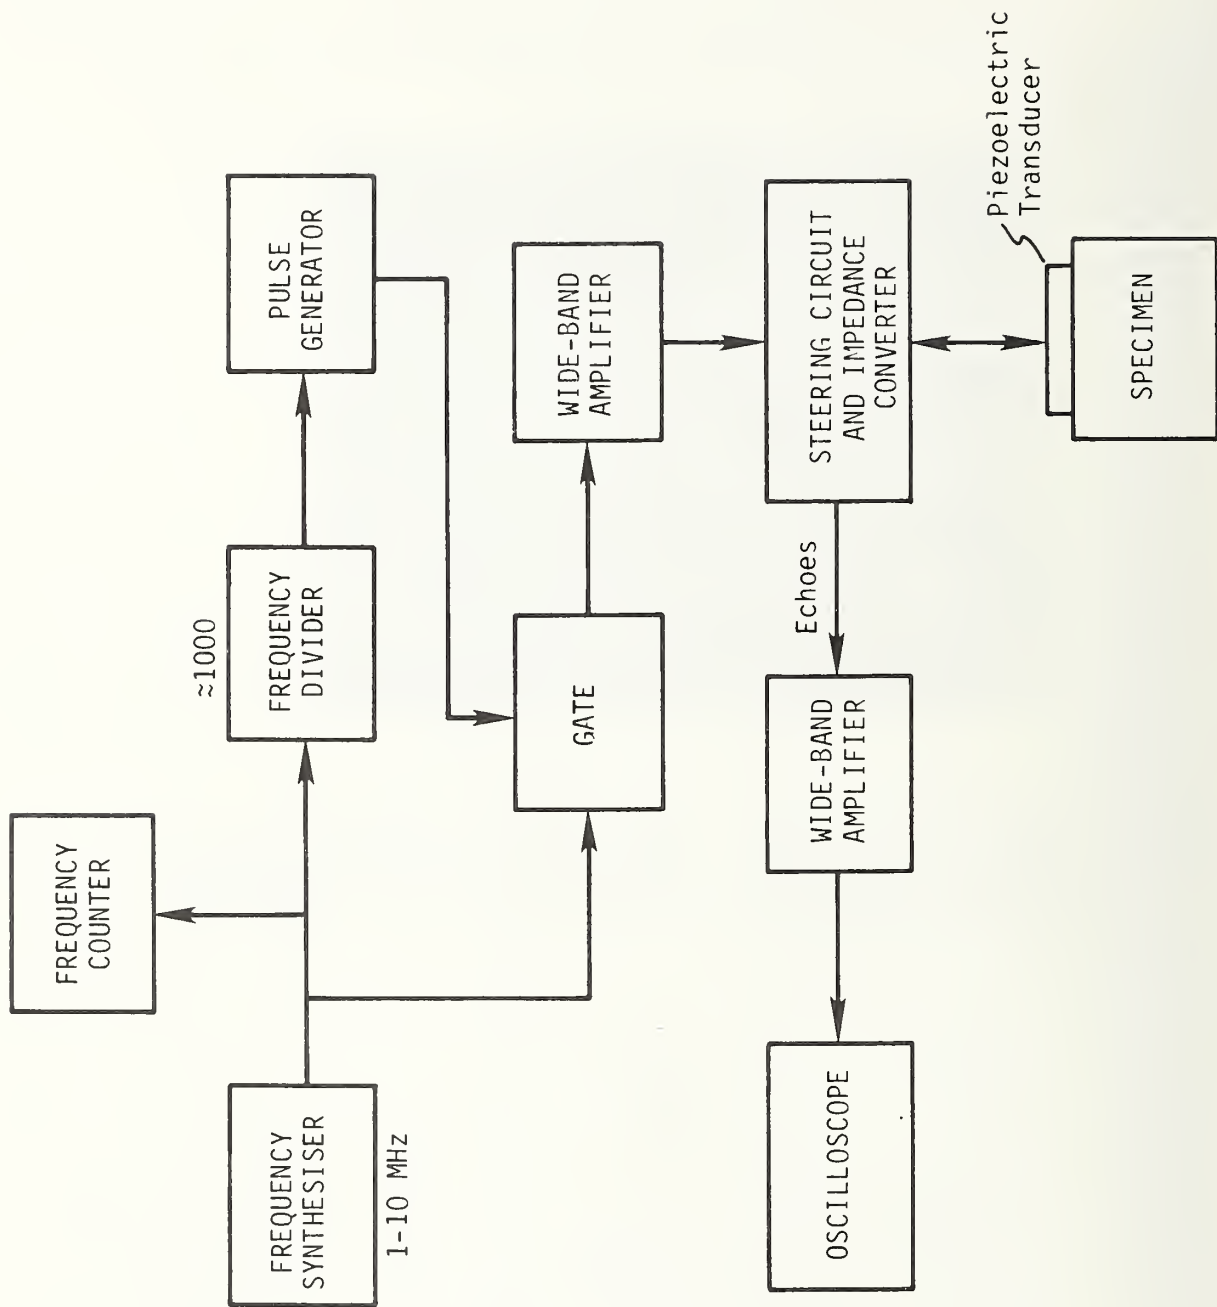 FREQUENCY
COUNTER
≈1000
FREQUENCY
SYNTHESISER
1-10 MHz
FREQUENCY
DIVIDER
PULSE
GENERATOR
GATE
WIDE-BAND
AMPLIFIER
OSCILLOSCOPE
WIDE-BAND
AMPLIFIER
Echoes
STEERING CIRCUIT
AND IMPEDANCE
CONVERTER
Piezoelectric
Transducer
SPECIMEN